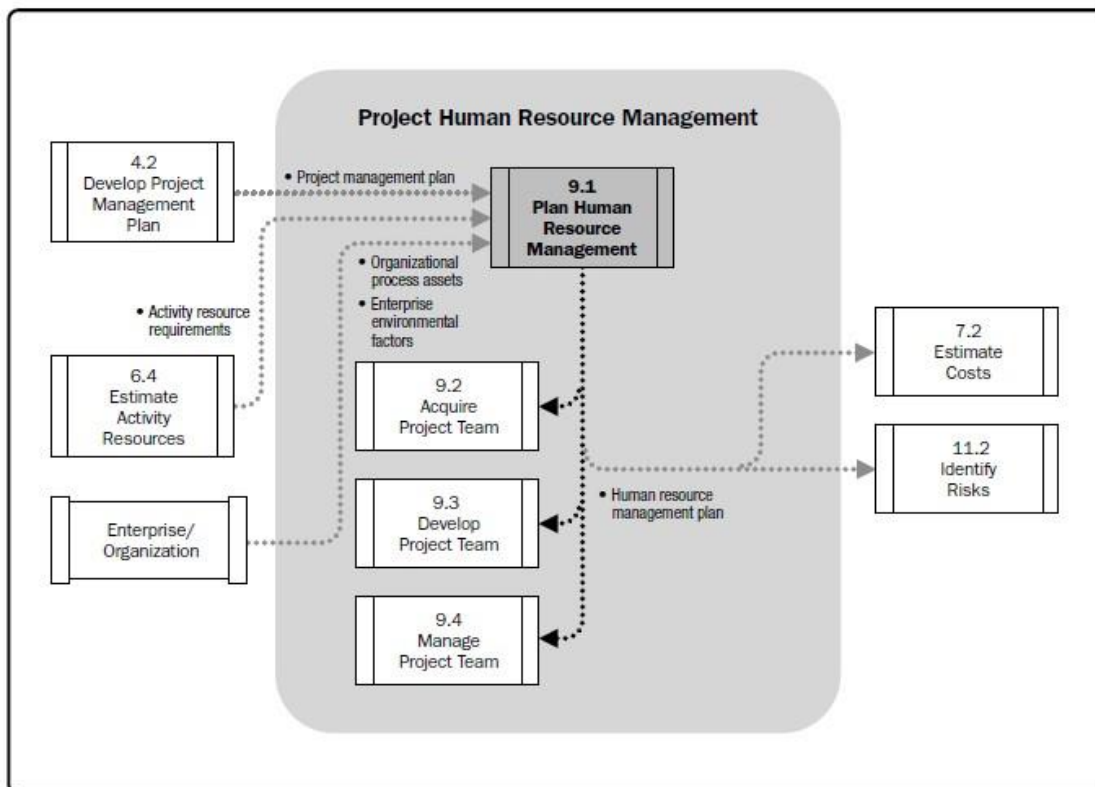 Project Human Resource Management
4.2
Develop Project
Management
Plan
• Project management plan
9.1
Plan Human
Resource
Management
• Organizational
process assets
• Enterprise
environmental
factors
• Activity resource
requirements
6.4
Estimate
Activity
Resources
9.2
Acquire
Project Team
7.2
Estimate
Costs
11.2
Identify
Risks
• Human resource
management plan
Enterprise/
Organization
9.3
Develop
Project Team
9.4
Manage
Project Team